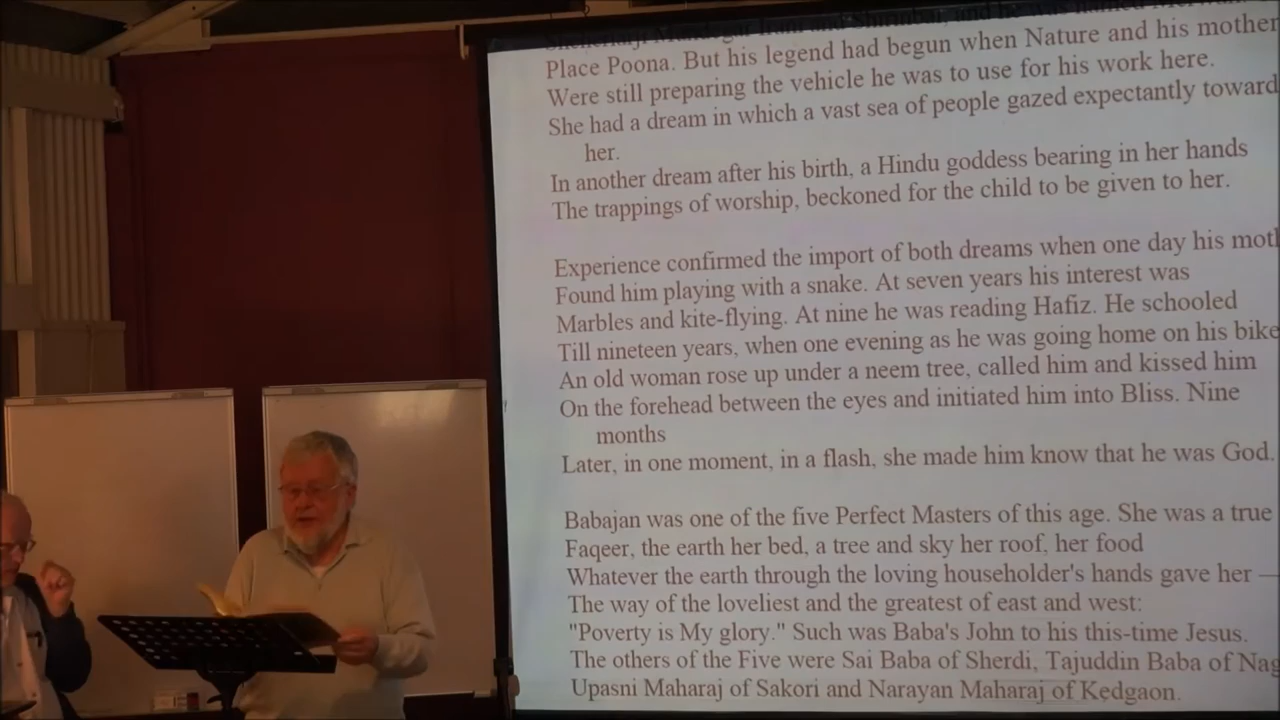 Place Poona. But his legend had begun when Nature and his mother
Were still preparing the vehicle he was to use for his work here.
She had a dream in which a vast sea of people gazed expectantly toward
her.
In another dream after his birth, a Hindu goddess bearing in her hands
The trappings of worship, beckoned for the child to be given to her.
Experience confirmed the import of both dreams when one day his mot
Found him playing with a snake. At seven years his interest was
Marbles and kite-flying. At nine he was reading Hafiz. He schooled
Till nineteen years, when one evening as he was going home on his bike
An old woman rose up under a neem tree, called him and kissed him
On the forehead between the eyes and initiated him into Bliss. Nine
months
Later, in one moment, in a flash, she made him know that he was God.
Babajan was one of the five Perfect Masters of this age. She was a true
Faqeer, the earth her bed, a tree and sky her roof, her food
Whatever the earth through the loving householder's hands gave her —
The way of the loveliest and the greatest of east and west:
"Poverty is My glory." Such was Baba's John to his this-time Jesus.
The others of the Five were Sai Baba of Sherdi, Tajuddin Baba of Nag
Upasni Maharaj of Sakori and Narayan Maharaj of Kedgaon.